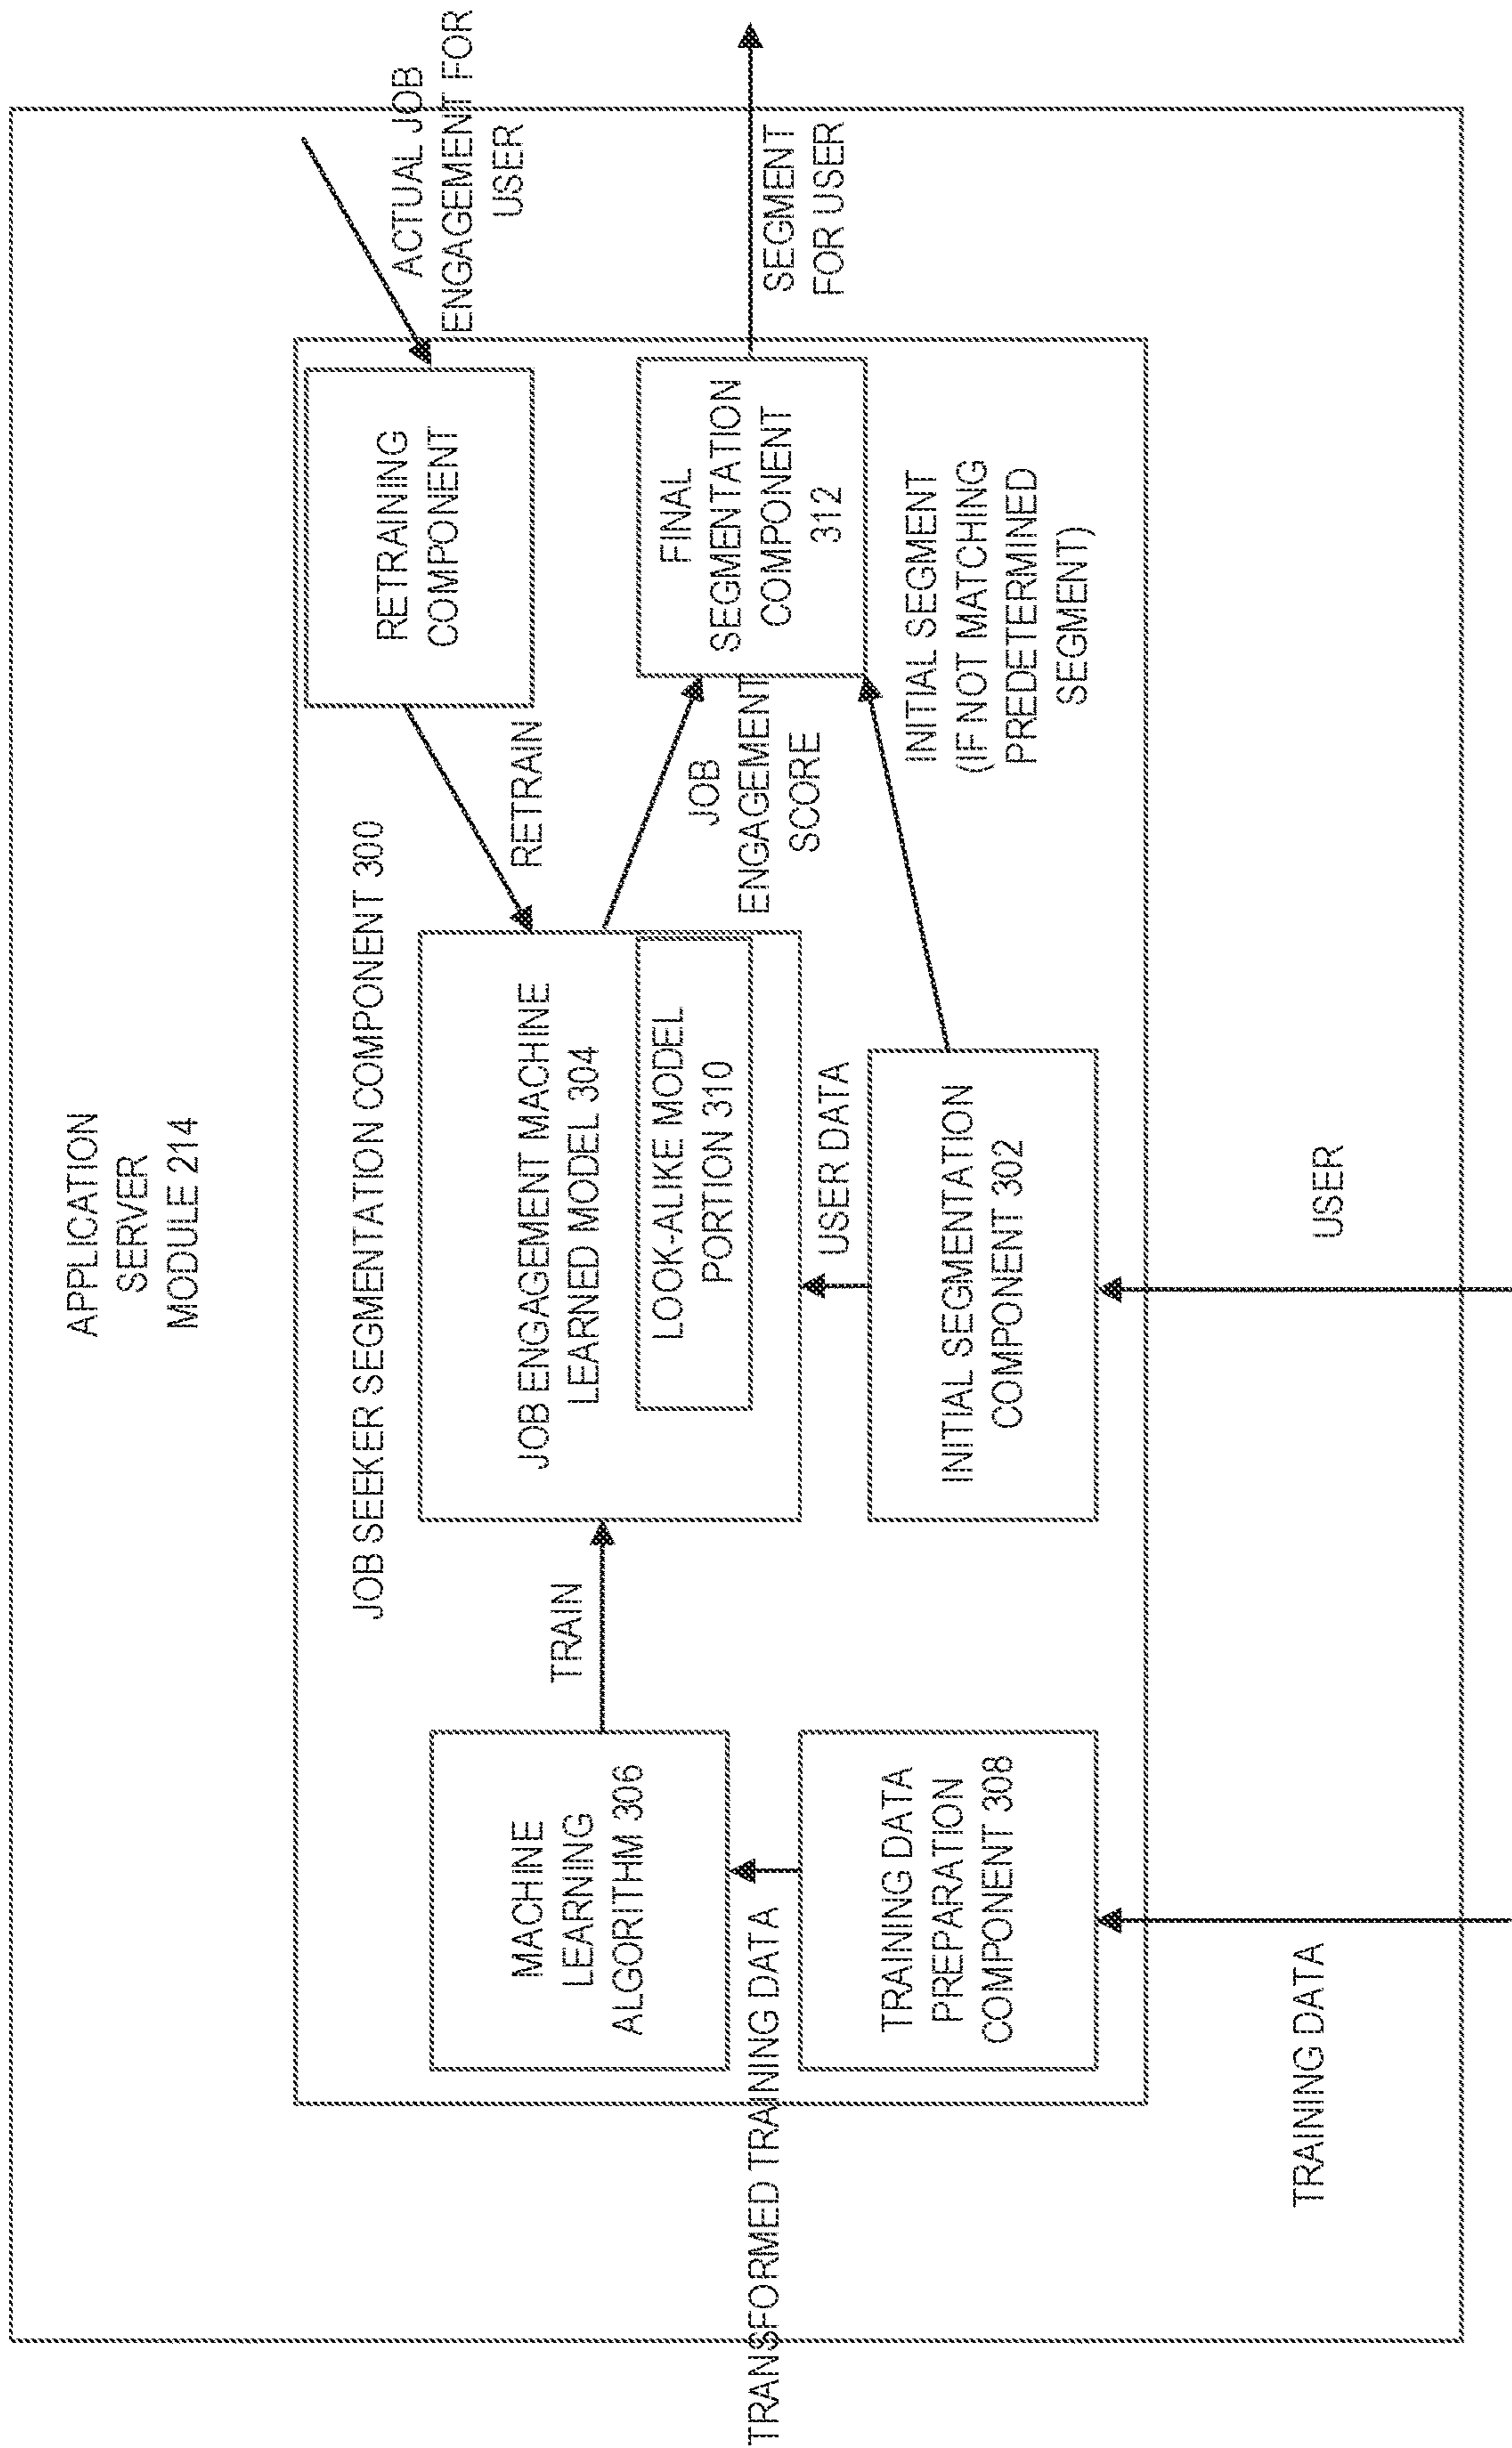 APPLICATION
SERVER
MODULE 214
JOB SEEKER SEGMENTATION COMPONENT 300
MACHINE
LEARNING
ALGORITHM 306
TRAIN
JOB ENGAGEMENT MACHINE
LEARNED MODEL 304
LOOK-ALIKE MODEL
PORTION 310
RETRAIN
RETRAINING
COMPONENT
ACTUAL JOB
ENGAGEMENT FOR
USER
JOB
ENGAGEMENT
SCORE
FINAL
SEGMENTATION
COMPONENT
312
SEGMENT
FOR USER
TRANSFORMED TRAINING DATA
TRAINING DATA
PREPARATION
COMPONENT 308
USER DATA
INITIAL SEGMENTATION
COMPONENT 302
INITIAL SEGMENT
(IF NOT MATCHING
PREDETERMINED
SEGMENT)
TRAINING DATA
USER